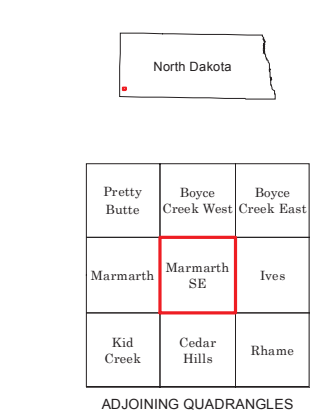 North Dakota
Pretty
Butte
Boyce
Creek West
Boyce
Creek East
Marmarth
Marmarth
SE
Ives
Kid
Creek
Cedar
Hills
Rhame
ADJOINING QUADRANGLES